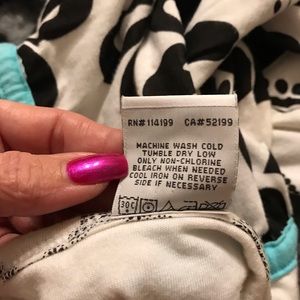 RN# 114199 CA# 52199
MACHINE WASH COLD
TUMBLE DRY LOW
ONLY NON-CHLORINE
BLEACH WHEN NEEDED
COOL IRON ON REVERSE
SIDE IF NECESSARY
30C